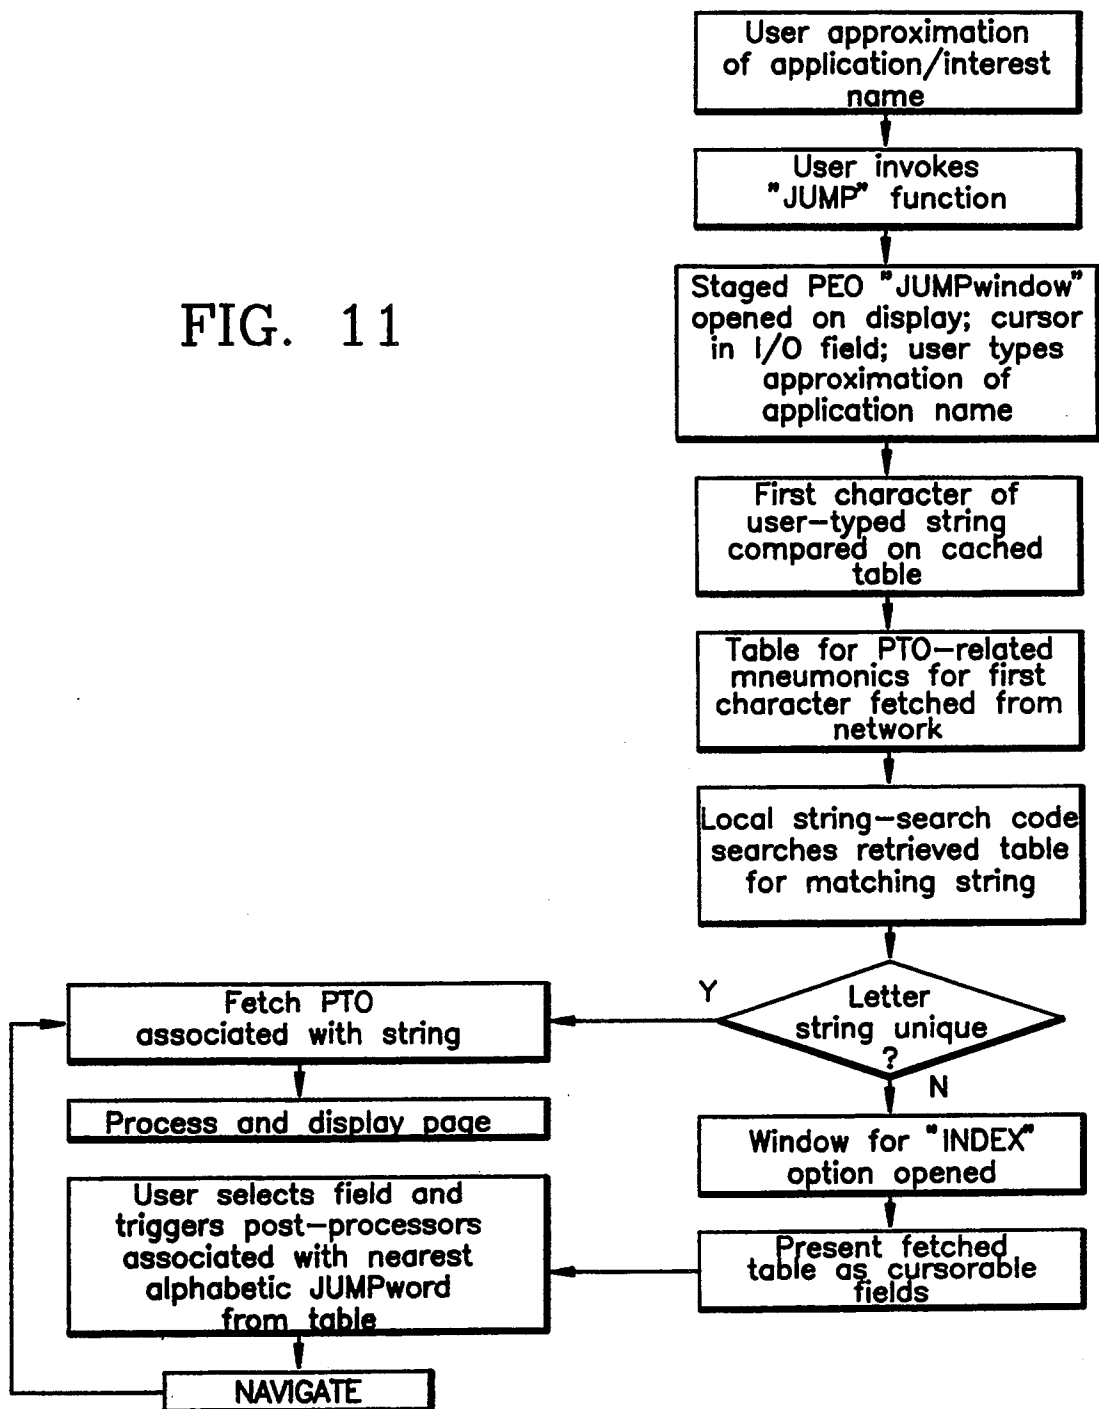 User approximation
of application/interest
name
User invokes
"JUMP" function
FIG. 11
Staged PEO "JUMPwindow"
opened on display; cursor
in I/O field; user types
approximation of
application name
First character of
user-typed string
compared on cached
table
Table for PTO-related
mneumonics for first
character fetched from
network
Local string-search code
searches retrieved table
for matching string
Letter
string unique
?
Y
N
Fetch PTO
associated with string
Process and display page
Window for "INDEX"
option opened
Present fetched
table as cursorable
fields
User selects field and
triggers post-processors
associated with nearest
alphabetic JUMPword
from table
NAVIGATE